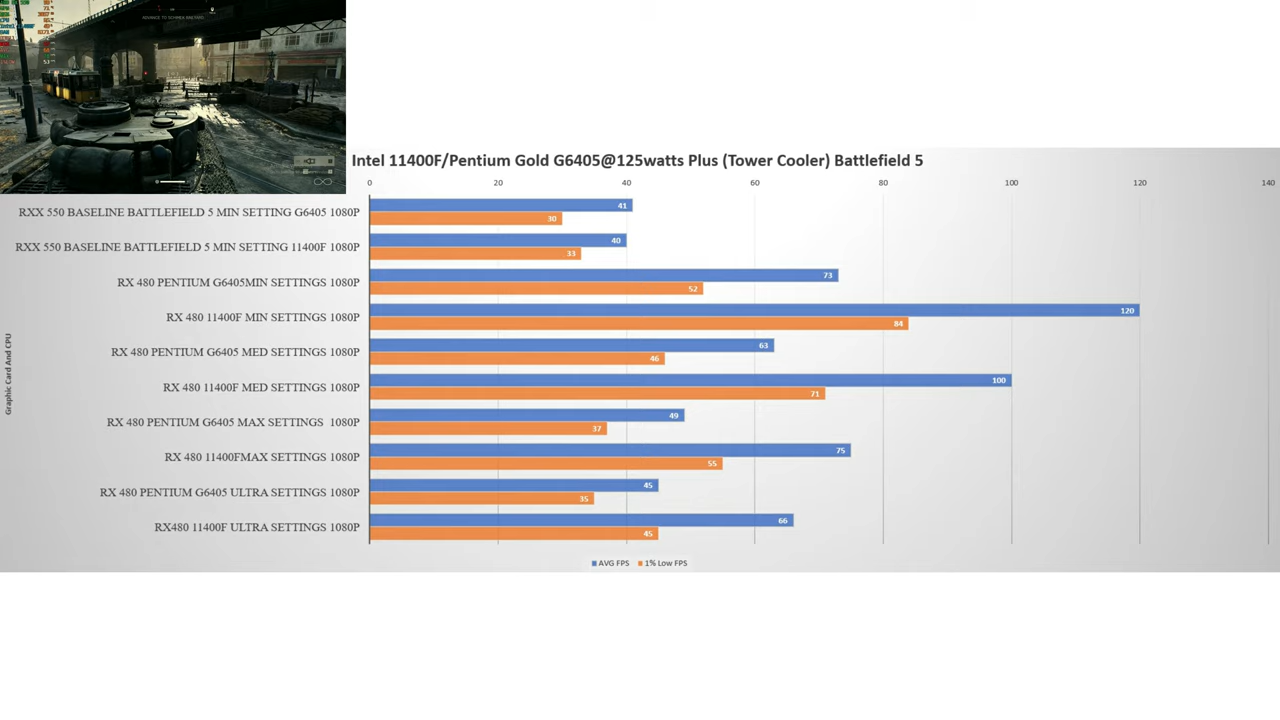 ADVANCE TO SCHMIEK RAILYARD
Intel 11400F/Pentium Gold G6405@125watts Plus (Tower Cooler) Battlefield 5
0 20 40 60 80 100 120 140
RXX 550 BASELINE BATTLEFIELD 5 MIN SETTING G6405 1080P 41
30
RXX 550 BASELINE BATTLEFIELD 5 MIN SETTING 11400F 1080P 40
33
RX 480 PENTIUM G6405MIN SETTINGS 1080P 73
52
RX 480 11400F MIN SETTINGS 1080P 120
84
RX 480 PENTIUM G6405 MED SETTINGS 1080P 63
46
RX 480 11400F MED SETTINGS 1080P 100
71
RX 480 PENTIUM G6405 MAX SETTINGS 1080P 49
37
RX 480 11400FMAX SETTINGS 1080P 75
55
RX 480 PENTIUM G6405 ULTRA SETTINGS 1080P 45
35
RX480 11400F ULTRA SETTINGS 1080P 66
45
Graphic Card And CPU
AVG FPS 1% Low FPS